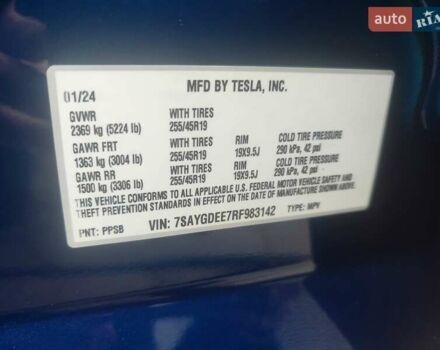 auto
RIA
MFD BY TESLA, INC.
01/24
GVWR WITH TIRES
2369 kg (5224 lb) 255/45R19
GAWR FRT WITH TIRES RIM COLD TIRE PRESSURE
1363 kg (3004 lb) 255/45R19 19X9.5J 290 kPa, 42 psi
GAWR RR WITH TIRES RIM COLD TIRE PRESSURE
1500 kg (3306 lb) 255/45R19 19X9.5J 290 kPa, 42 psi
THIS VEHICLE CONFORMS TO ALL APPLICABLE U.S. FEDERAL MOTOR VEHICLE SAFETY AND
THEFT PREVENTION STANDARDS IN EFFECT ON THE DATE OF MANUFACTURE SHOWN ABOVE.
PNT: PPSB VIN: 7SAYGDEE7RF983142 TYPE: MPV